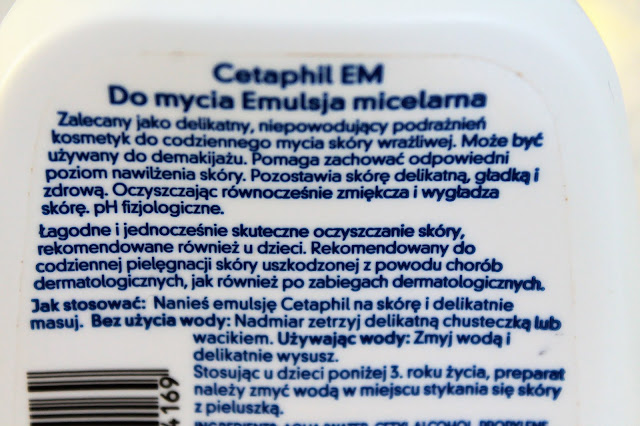 Cetaphil EM
Do mycia Emulsja micelarna
Zalecany jako delikatny, niepowodujący podrażnień
kosmetyk do codziennego mycia skóry wrażliwej. Może być
używany do demakijażu. Pomaga zachować odpowiedni
poziom nawilżenia skóry. Pozostawia skórę delikatną, gładką i
zdrową. Oczyszczając równocześnie zmiękcza i wygładza
skórę. pH fizjologiczne.
Łagodne i jednocześnie skuteczne oczyszczanie skóry,
rekomendowane również u dzieci. Rekomendowany do
codziennej pielęgnacji skóry uszkodzonej z powodu chorób
dermatologicznych, jak również po zabiegach dermatologicznych.
Jak stosować: Nanieś emulsję Cetaphil na skórę i delikatnie
masuj. Bez użycia wody: Nadmiar zetrzyj delikatną chusteczką lub
wacikiem. Używając wody: Zmyj wodą i
delikatnie wysusz.
Stosując u dzieci poniżej 3. roku życia, preparat
należy zmyć wodą w miejscu stykania się skóry
z pieluszką.
4169